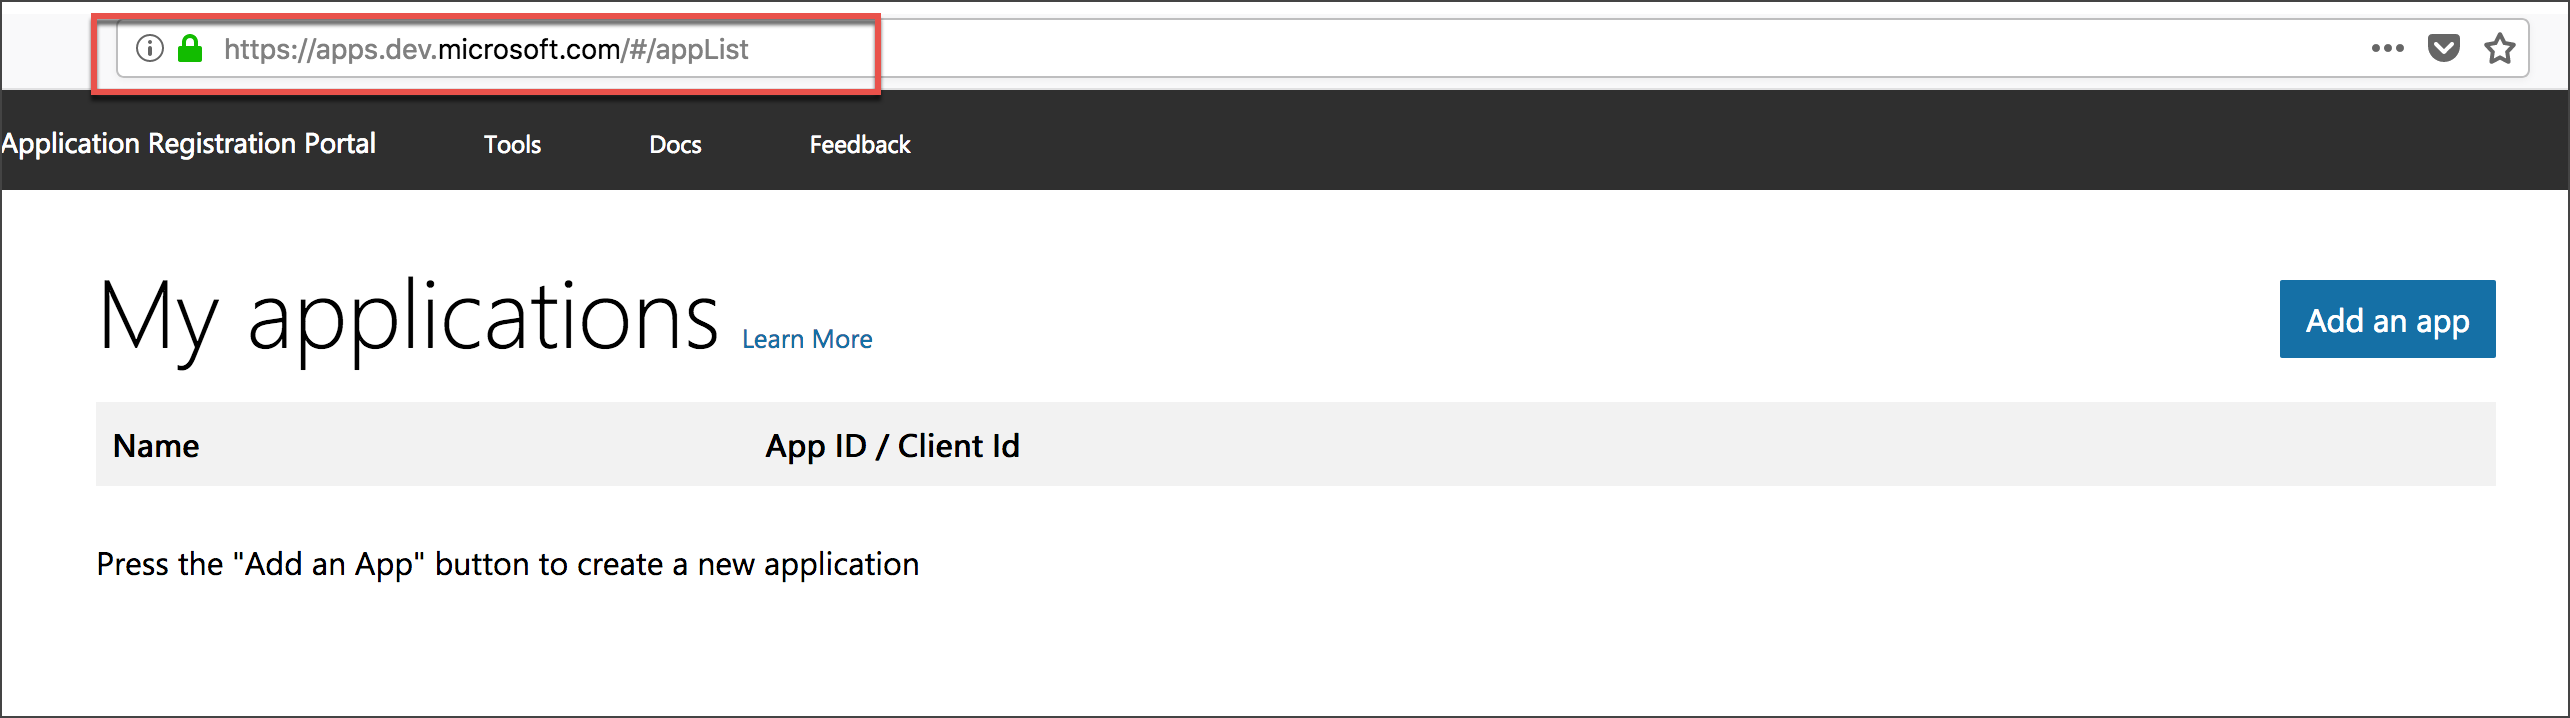 https://apps.dev.microsoft.com/#/appList
Application Registration Portal Tools Docs Feedback
My applications Learn More
Add an app
Name App ID / Client Id
Press the "Add an App" button to create a new application